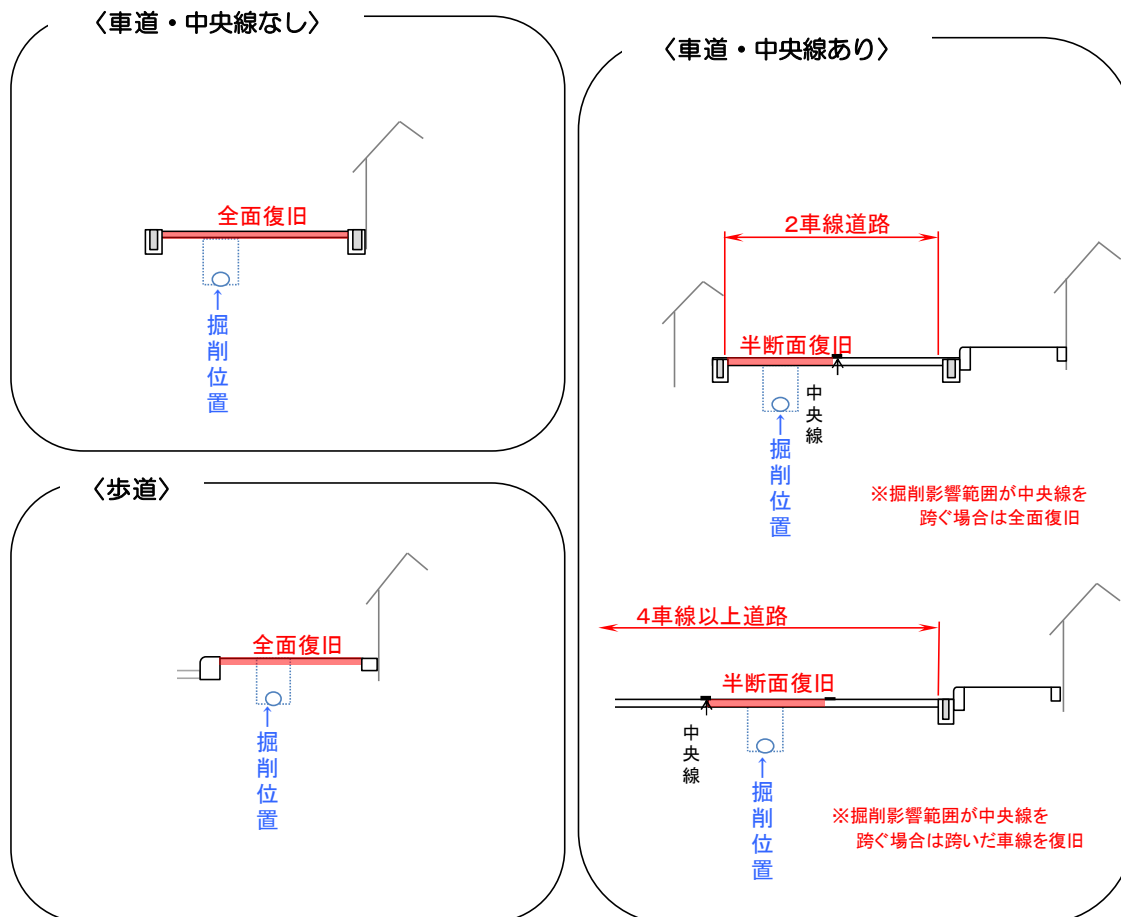 〈車道・中央線なし〉
全面復旧
↑掘削位置
〈歩道〉
全面復旧
↑掘削位置
〈車道・中央線あり〉
2車線道路
半断面復旧
中央線
↑掘削位置
※掘削影響範囲が中央線を
跨ぐ場合は全面復旧
4車線以上道路
半断面復旧
中央線
↑掘削位置
※掘削影響範囲が中央線を
跨ぐ場合は跨いだ車線を復旧